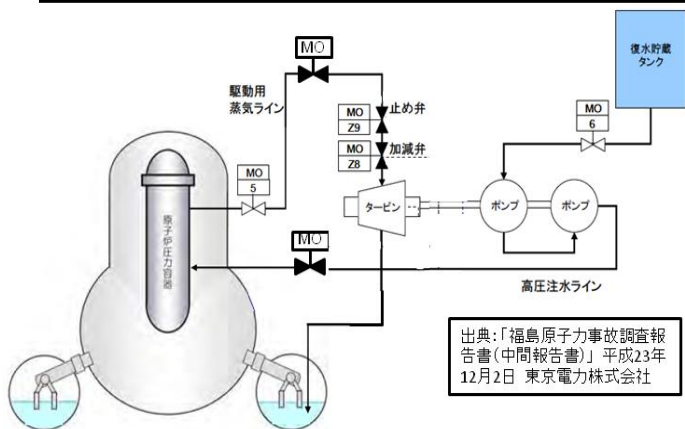 MO
復水貯蔵
タンク
駆動用
蒸気ライン
MO
Z9
止め弁
MO
6
MO
Z8
加減弁
MO
5
タービン
ポンプ
ポンプ
原子炉圧力容器
MO
高圧注水ライン
出典:「福島原子力事故調査報
告書(中間報告書)」 平成23年
12月2日 東京電力株式会社